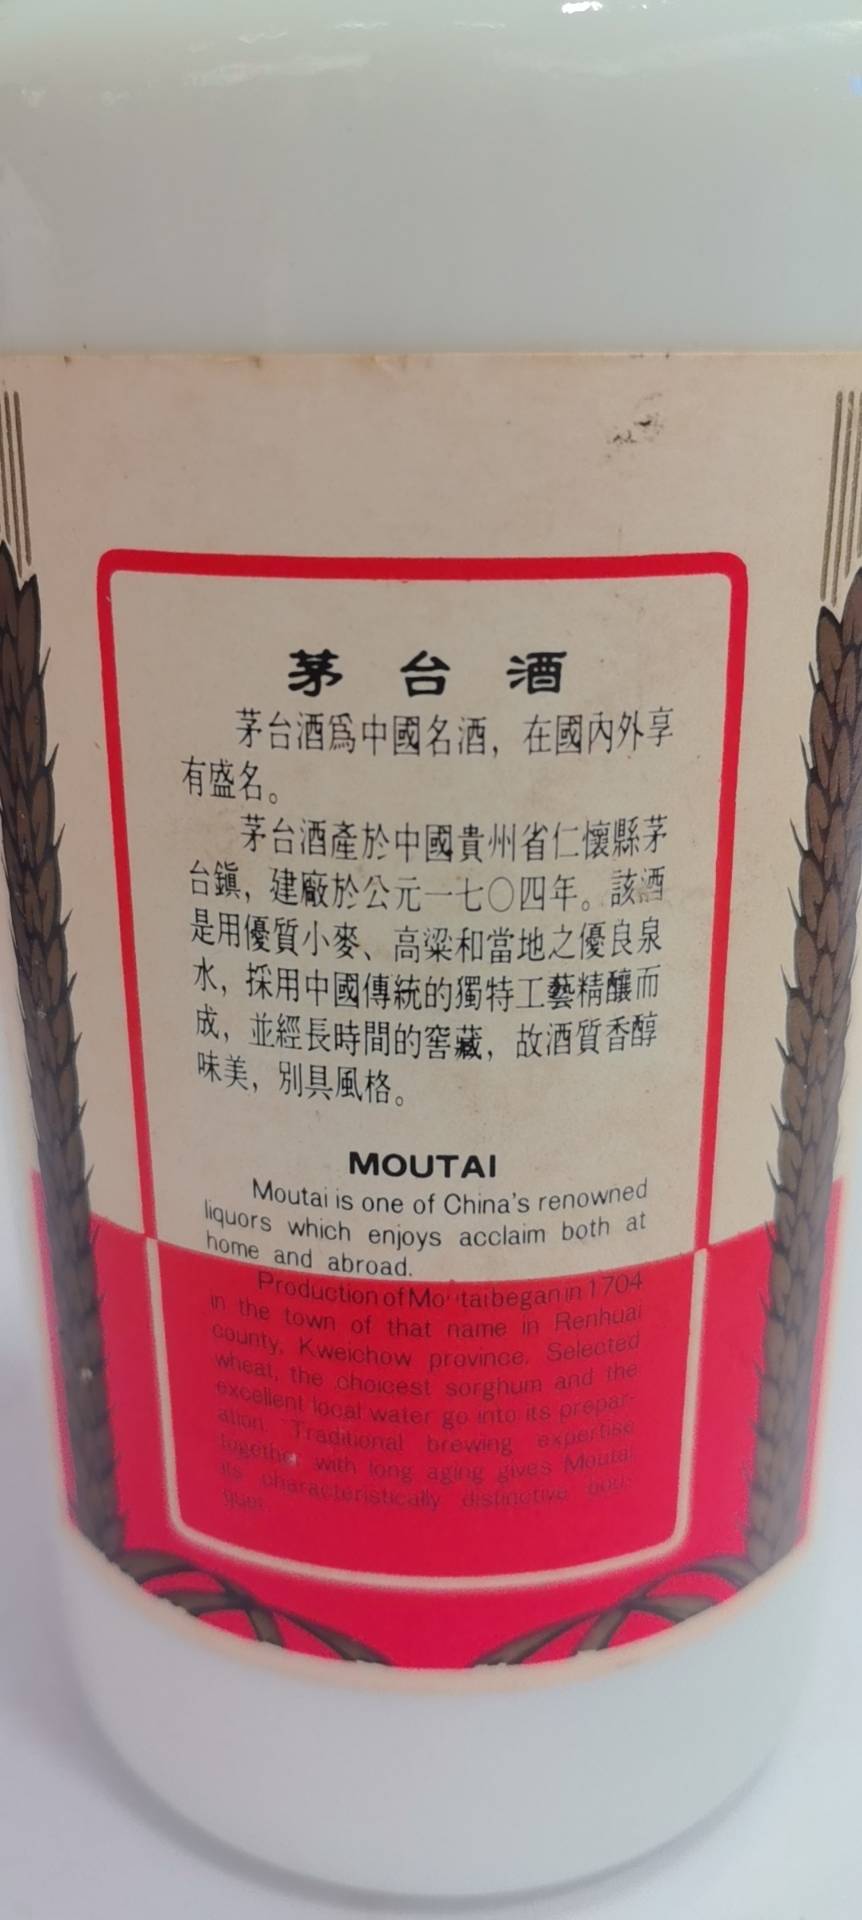 茅台酒
茅台酒爲中國名酒，在國內外享
有盛名。
茅台酒產於中國貴州省仁懷縣茅
台鎭，建廠於公元一七〇四年。該酒
是用優質小麥、高粱和當地之優良泉
水，採用中國傳統的獨特工藝精釀而
成，並經長時間的窖藏，故酒質香醇
味美，別具風格。
MOUTAI
Moutai is one of China's renowned
liquors which enjoys acclaim both at
home and abroad.
Production of Moutai began in 1704
in the town of that name in Renhuai
county, Kweichow province. Selected
wheat, the choicest sorghum and the
excellent local water go into its prepar-
ation. Traditional brewing expertise
together with long aging gives Moutai
its characteristically distinctive bou-
quet.